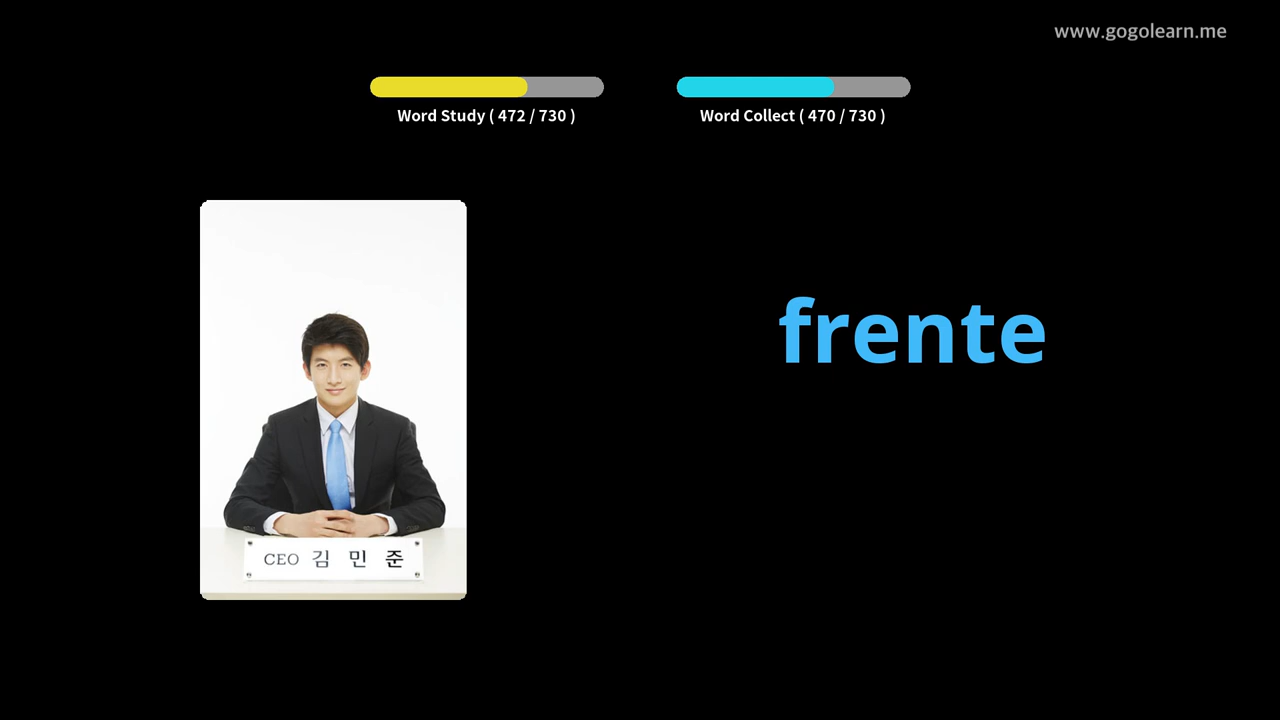 www.gogolearn.me
Word Study ( 472 / 730 )
Word Collect ( 470 / 730 )
frente
CEO 김 민 준